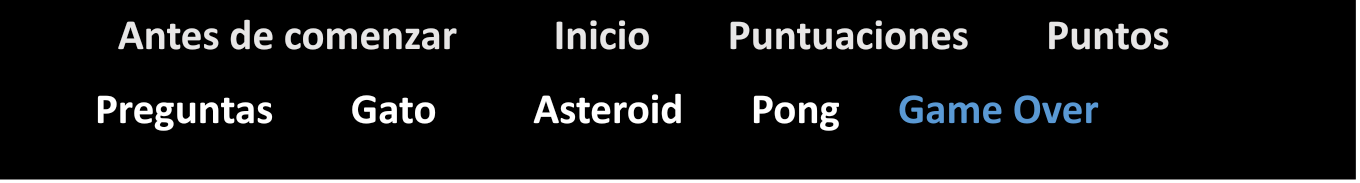 Antes de comenzar Inicio Puntuaciones Puntos
Preguntas Gato Asteroid Pong Game Over